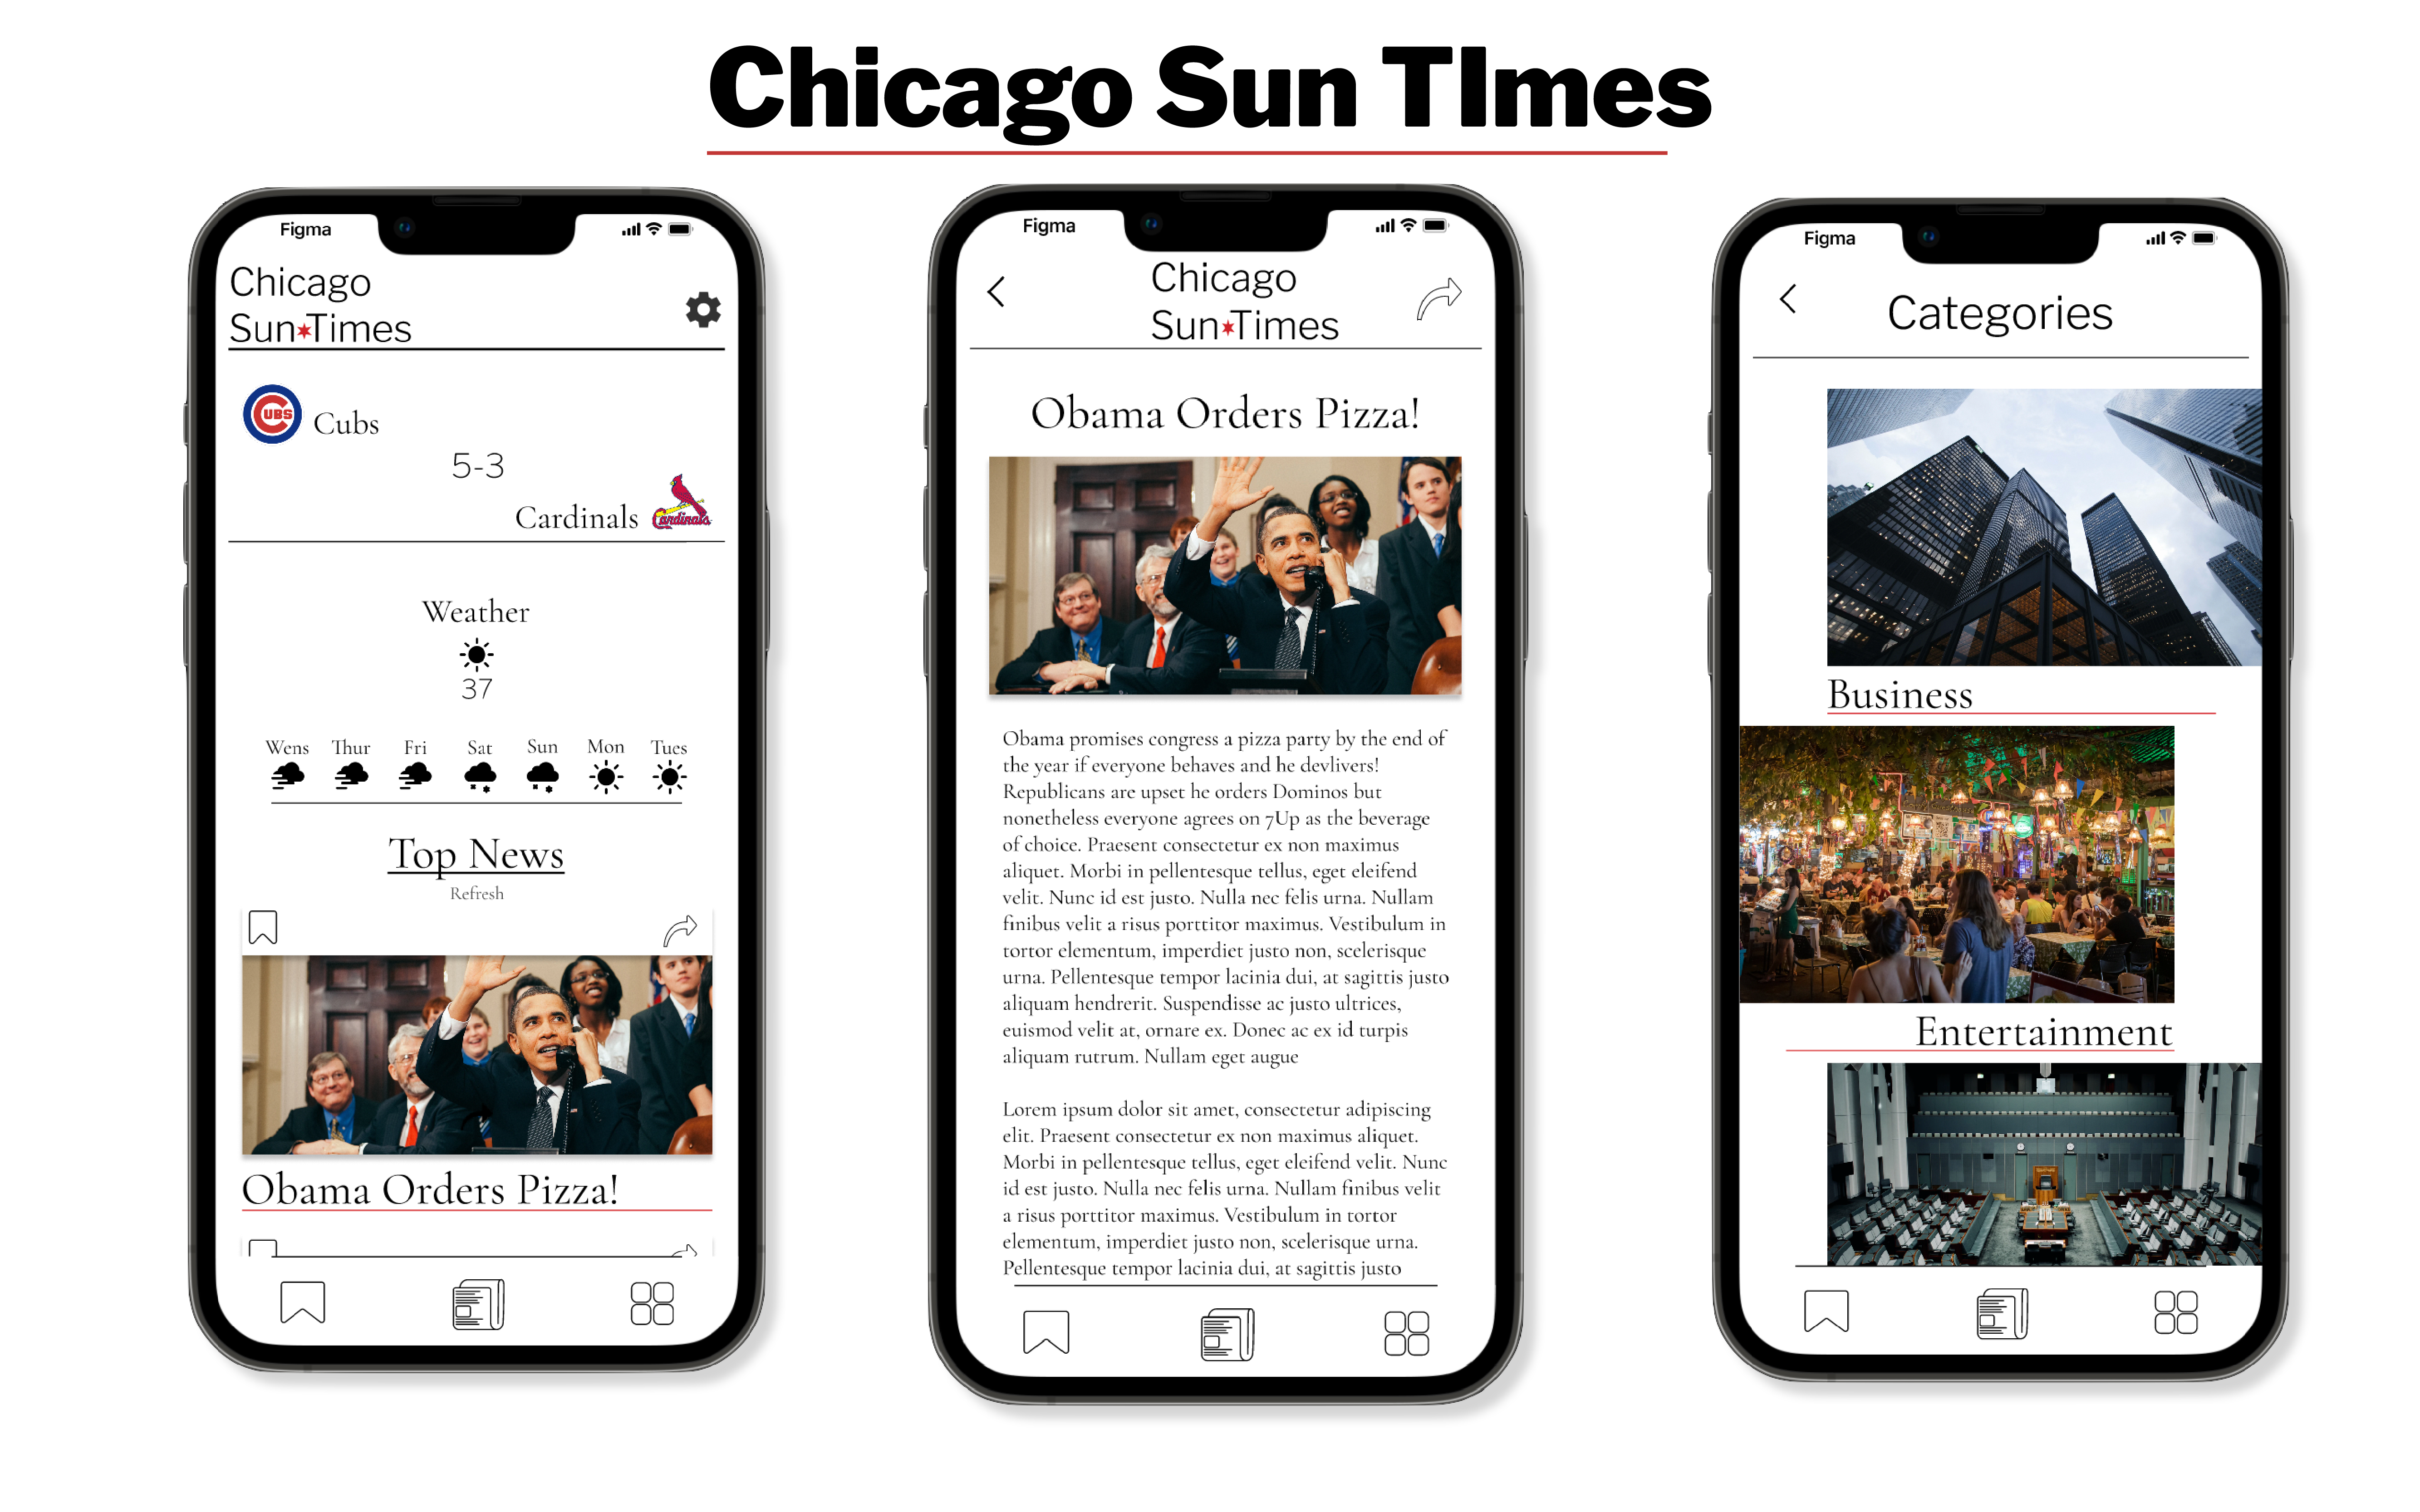 Chicago Sun TImes
Figma
Chicago
Sun✶Times
CUBS
Cubs
5-3
Cardinals
Cardinals
Weather
37
Wens Thur Fri Sat Sun Mon Tues
Top News
Refresh
Obama Orders Pizza!
Figma
Chicago
Sun✶Times
Obama Orders Pizza!
Obama promises congress a pizza party by the end of
the year if everyone behaves and he devlivers!
Republicans are upset he orders Dominos but
nonetheless everyone agrees on 7Up as the beverage
of choice. Praesent consectetur ex non maximus
aliquet. Morbi in pellentesque tellus, eget eleifend
velit. Nunc id est justo. Nulla nec felis urna. Nullam
finibus velit a risus porttitor maximus. Vestibulum in
tortor elementum, imperdiet justo non, scelerisque
urna. Pellentesque tempor lacinia dui, at sagittis justo
aliquam hendrerit. Suspendisse ac justo ultrices,
euismod velit at, ornare ex. Donec ac ex id turpis
aliquam rutrum. Nullam eget augue
Lorem ipsum dolor sit amet, consectetur adipiscing
elit. Praesent consectetur ex non maximus aliquet.
Morbi in pellentesque tellus, eget eleifend velit. Nunc
id est justo. Nulla nec felis urna. Nullam finibus velit
a risus porttitor maximus. Vestibulum in tortor
elementum, imperdiet justo non, scelerisque urna.
Pellentesque tempor lacinia dui, at sagittis justo
Figma
Categories
Business
Entertainment